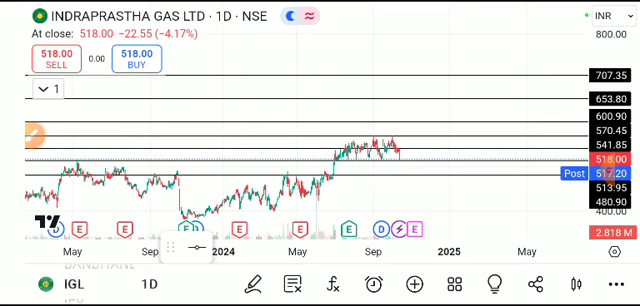 INDRAPRASTHA GAS LTD · 1D · NSE
INR
At close: 518.00 −22.55 (−4.17%)
800.00
518.00
SELL
0.00
518.00
BUY
707.35
1
653.80
600.90
570.45
541.85
518.00
Post 517.20
513.95
480.90
400.00
2.818 M
D E E E D E E E D E
May Sep 2024 May Sep 2025 May
IGL 1D